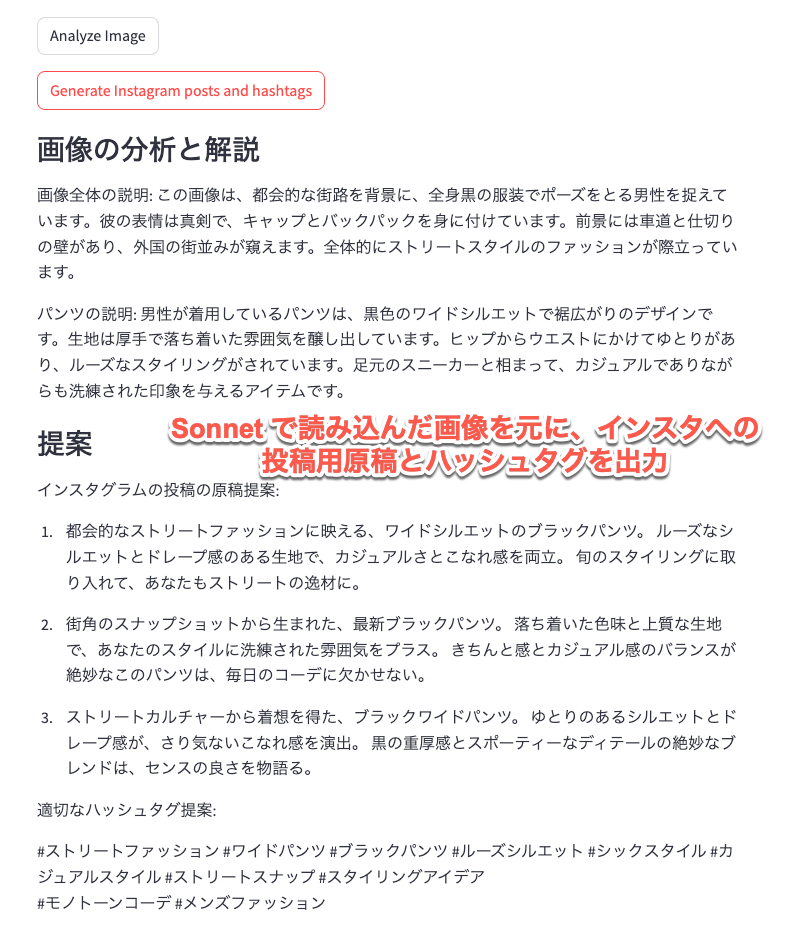 Analyze Image
Generate Instagram posts and hashtags
画像の分析と解説
画像全体の説明: この画像は、都会的な街路を背景に、全身黒の服装でポーズをとる男性を捉えて
います。彼の表情は真剣で、キャップとバックパックを身に付けています。前景には車道と仕切り
の壁があり、外国の街並みが窺えます。全体的にストリートスタイルのファッションが際立ってい
ます。
パンツの説明: 男性が着用しているパンツは、黒色のワイドシルエットで裾広がりのデザインで
す。生地は厚手で落ち着いた雰囲気を醸し出しています。ヒップからウエストにかけてゆとりがあ
り、ルーズなスタイリングがされています。足元のスニーカーと相まって、カジュアルでありなが
らも洗練された印象を与えるアイテムです。
提案
Sonnet で読み込んだ画像を元に、インスタへの
投稿用原稿とハッシュタグを出力
インスタグラムの投稿の原稿提案:
1. 都会的なストリートファッションに映える、ワイドシルエットのブラックパンツ。 ルーズなシ
ルエットとドレープ感のある生地で、カジュアルさとこなれ感を両立。 旬のスタイリングに取
り入れて、あなたもストリートの逸材に。
2. 街角のスナップショットから生まれた、最新ブラックパンツ。 落ち着いた色味と上質な生地
で、あなたのスタイルに洗練された雰囲気をプラス。 きちんと感とカジュアル感のバランスが
絶妙なこのパンツは、毎日のコーデに欠かせない。
3. ストリートカルチャーから着想を得た、ブラックワイドパンツ。 ゆとりのあるシルエットとド
レープ感が、さり気ないこなれ感を演出。 黒の重厚感とスポーティーなディテールの絶妙なブ
レンドは、センスの良さを物語る。
適切なハッシュタグ提案:
#ストリートファッション #ワイドパンツ #ブラックパンツ #ルーズシルエット #シックスタイル #カ
ジュアルスタイル #ストリートスナップ #スタイリングアイデア
#モノトーンコーデ #メンズファッション